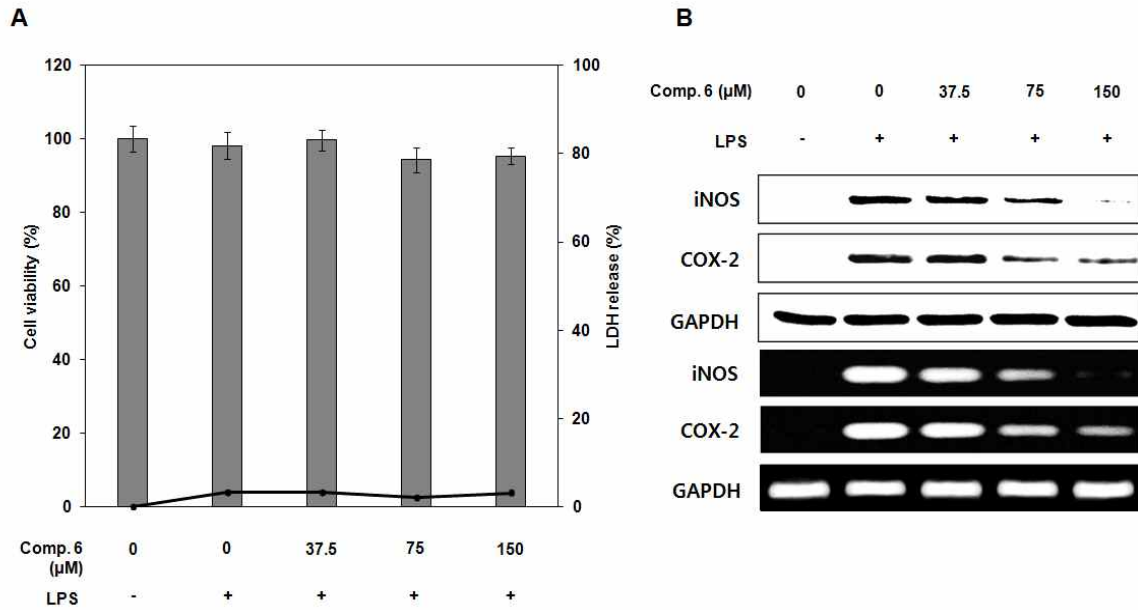 A
120
100
80
60
40
20
0
Cell viability (%)
100
80
60
40
20
0
LDH release (%)
Comp. 6 (μM) 0 0 37.5 75 150
LPS - + + + +
B
Comp. 6 (μM) 0 0 37.5 75 150
LPS - + + + +
iNOS
COX-2
GAPDH
iNOS
COX-2
GAPDH